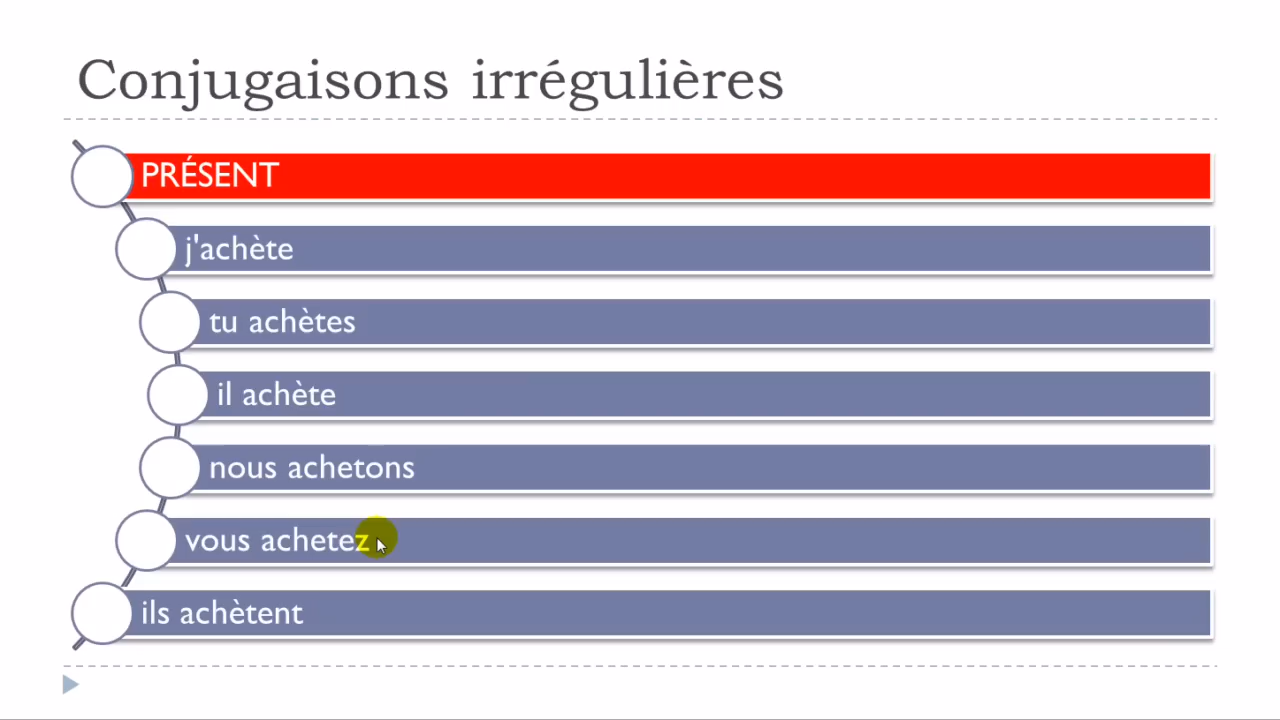 Conjugaisons irrégulières
PRÉSENT
j'achète
tu achètes
il achète
nous achetons
vous achetez
ils achètent